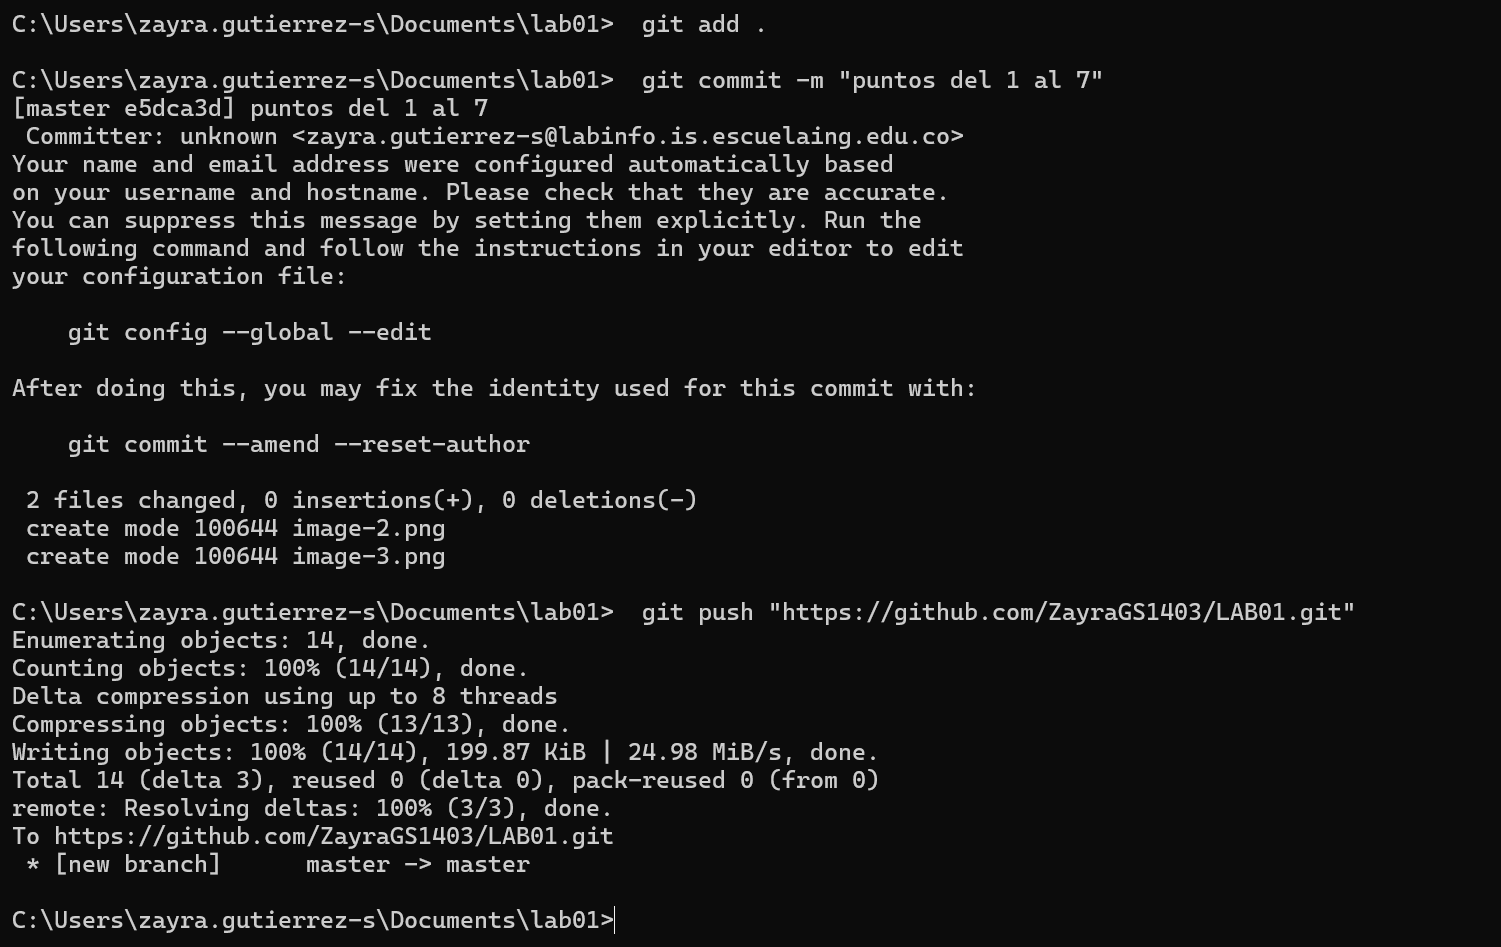 C:\Users\zayra.gutierrez-s\Documents\lab01>  git add .
C:\Users\zayra.gutierrez-s\Documents\lab01>  git commit -m "puntos del 1 al 7"
[master e5dca3d] puntos del 1 al 7
 Committer: unknown <zayra.gutierrez-s@labinfo.is.escuelaing.edu.co>
Your name and email address were configured automatically based
on your username and hostname. Please check that they are accurate.
You can suppress this message by setting them explicitly. Run the
following command and follow the instructions in your editor to edit
your configuration file:
    git config --global --edit
After doing this, you may fix the identity used for this commit with:
    git commit --amend --reset-author
 2 files changed, 0 insertions(+), 0 deletions(-)
 create mode 100644 image-2.png
 create mode 100644 image-3.png
C:\Users\zayra.gutierrez-s\Documents\lab01>  git push "https://github.com/ZayraGS1403/LAB01.git"
Enumerating objects: 14, done.
Counting objects: 100% (14/14), done.
Delta compression using up to 8 threads
Compressing objects: 100% (13/13), done.
Writing objects: 100% (14/14), 199.87 KiB | 24.98 MiB/s, done.
Total 14 (delta 3), reused 0 (delta 0), pack-reused 0 (from 0)
remote: Resolving deltas: 100% (3/3), done.
To https://github.com/ZayraGS1403/LAB01.git
 * [new branch]      master -> master
C:\Users\zayra.gutierrez-s\Documents\lab01>